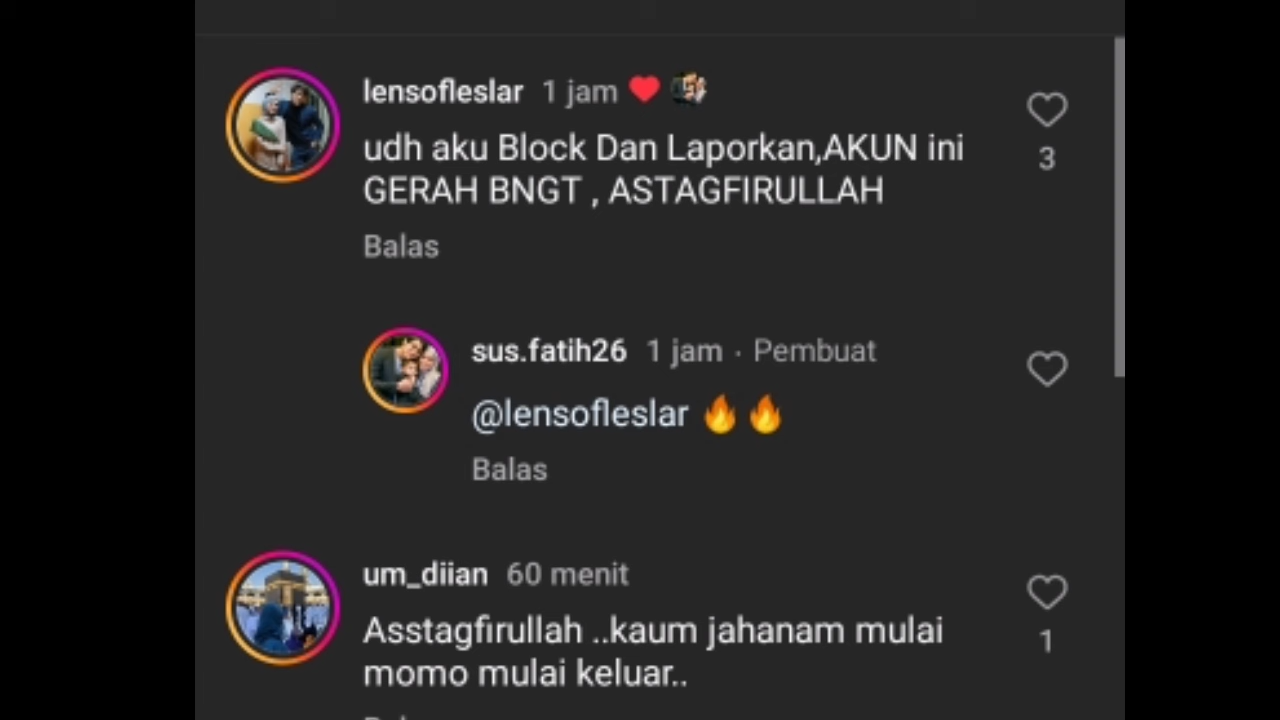 lensofleslar 1 jam ❤️
udh aku Block Dan Laporkan,AKUN ini
GERAH BNGT , ASTAGFIRULLAH
3
Balas
sus.fatih26 1 jam · Pembuat
@lensofleslar 🔥🔥
Balas
um_diian 60 menit
Asstagfirullah ..kaum jahanam mulai
momo mulai keluar..
1